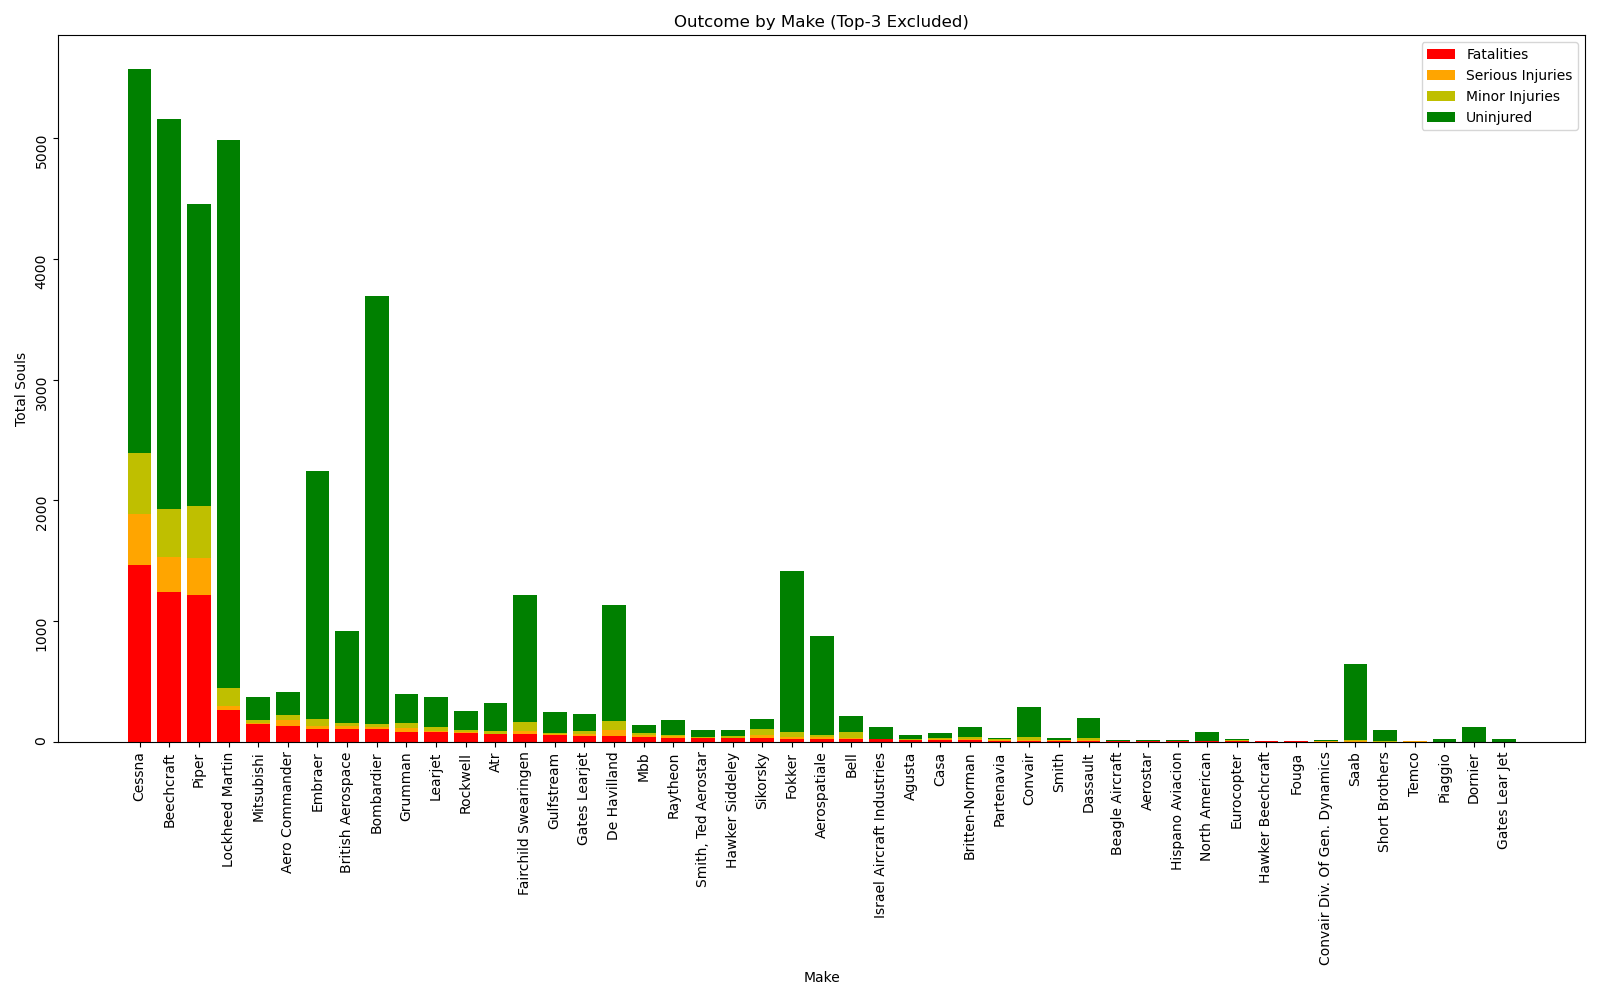 Outcome by Make (Top-3 Excluded)
Fatalities
Serious Injuries
Minor Injuries
Uninjured
Total Souls
5000
4000
3000
2000
1000
0
Cessna
Beechcraft
Piper
Lockheed Martin
Mitsubishi
Aero Commander
Embraer
British Aerospace
Bombardier
Grumman
Learjet
Rockwell
Atr
Fairchild Swearingen
Gulfstream
Gates Learjet
De Havilland
Mbb
Raytheon
Smith, Ted Aerostar
Hawker Siddeley
Sikorsky
Fokker
Aerospatiale
Bell
Israel Aircraft Industries
Agusta
Casa
Britten-Norman
Partenavia
Convair
Smith
Dassault
Beagle Aircraft
Aerostar
Hispano Aviacion
North American
Eurocopter
Hawker Beechcraft
Fouga
Convair Div. Of Gen. Dynamics
Saab
Short Brothers
Temco
Piaggio
Dornier
Gates Lear Jet
Make